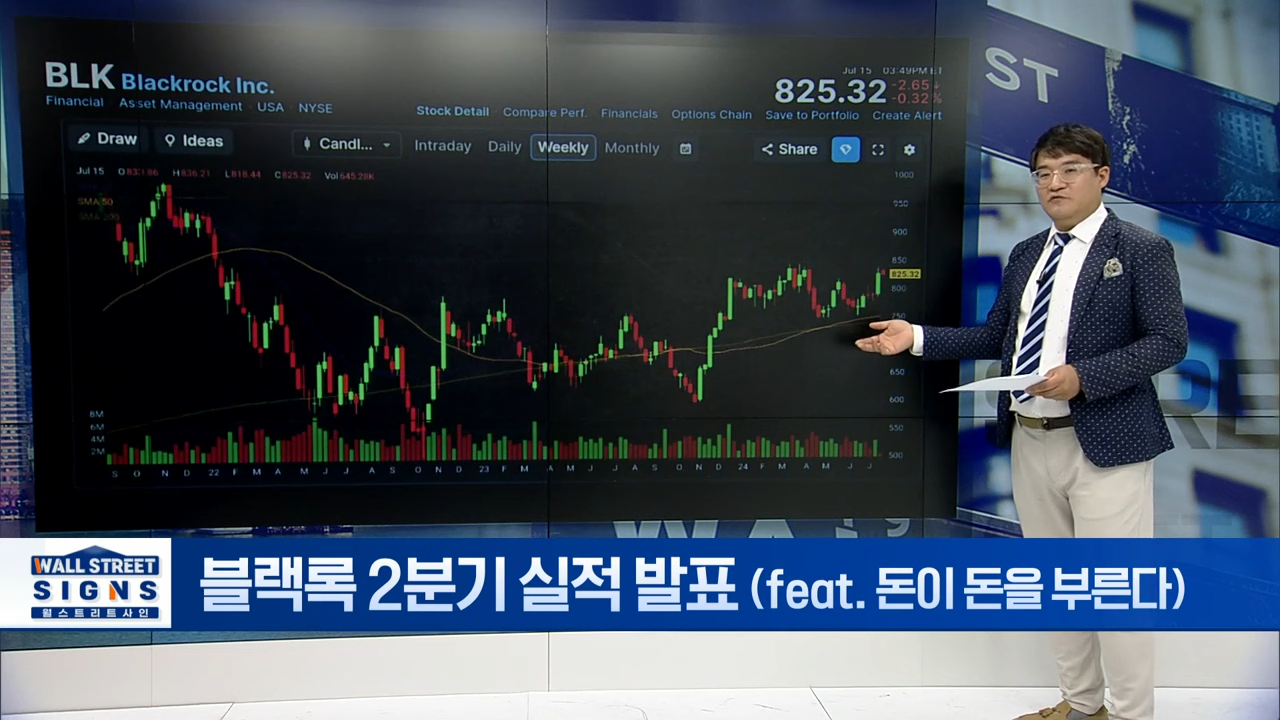 ST
BLK Blackrock Inc.
Financial Asset Management USA NYSE
Jul 15 03:49PM ET
825.32 -2.65
-0.32%
Stock Detail Compare Perf. Financials Options Chain Save to Portfolio Create Alert
Draw Ideas Candl... Intraday Daily Weekly Monthly Share
Jul 15 H836.21 L818.44 C825.32 Vol645.28K
SMA 50
SMA 200
1000
950
900
850
825.32
800
750
650
600
550
500
8M
6M
4M
2M
S O N D 22 F M A M J J A S O N D 23 F M A M J J A S O N D 24 F M A M J J
WALL STREET
SIGNS
월스트리트사인
블랙록 2분기 실적 발표 (feat. 돈이 돈을 부른다)